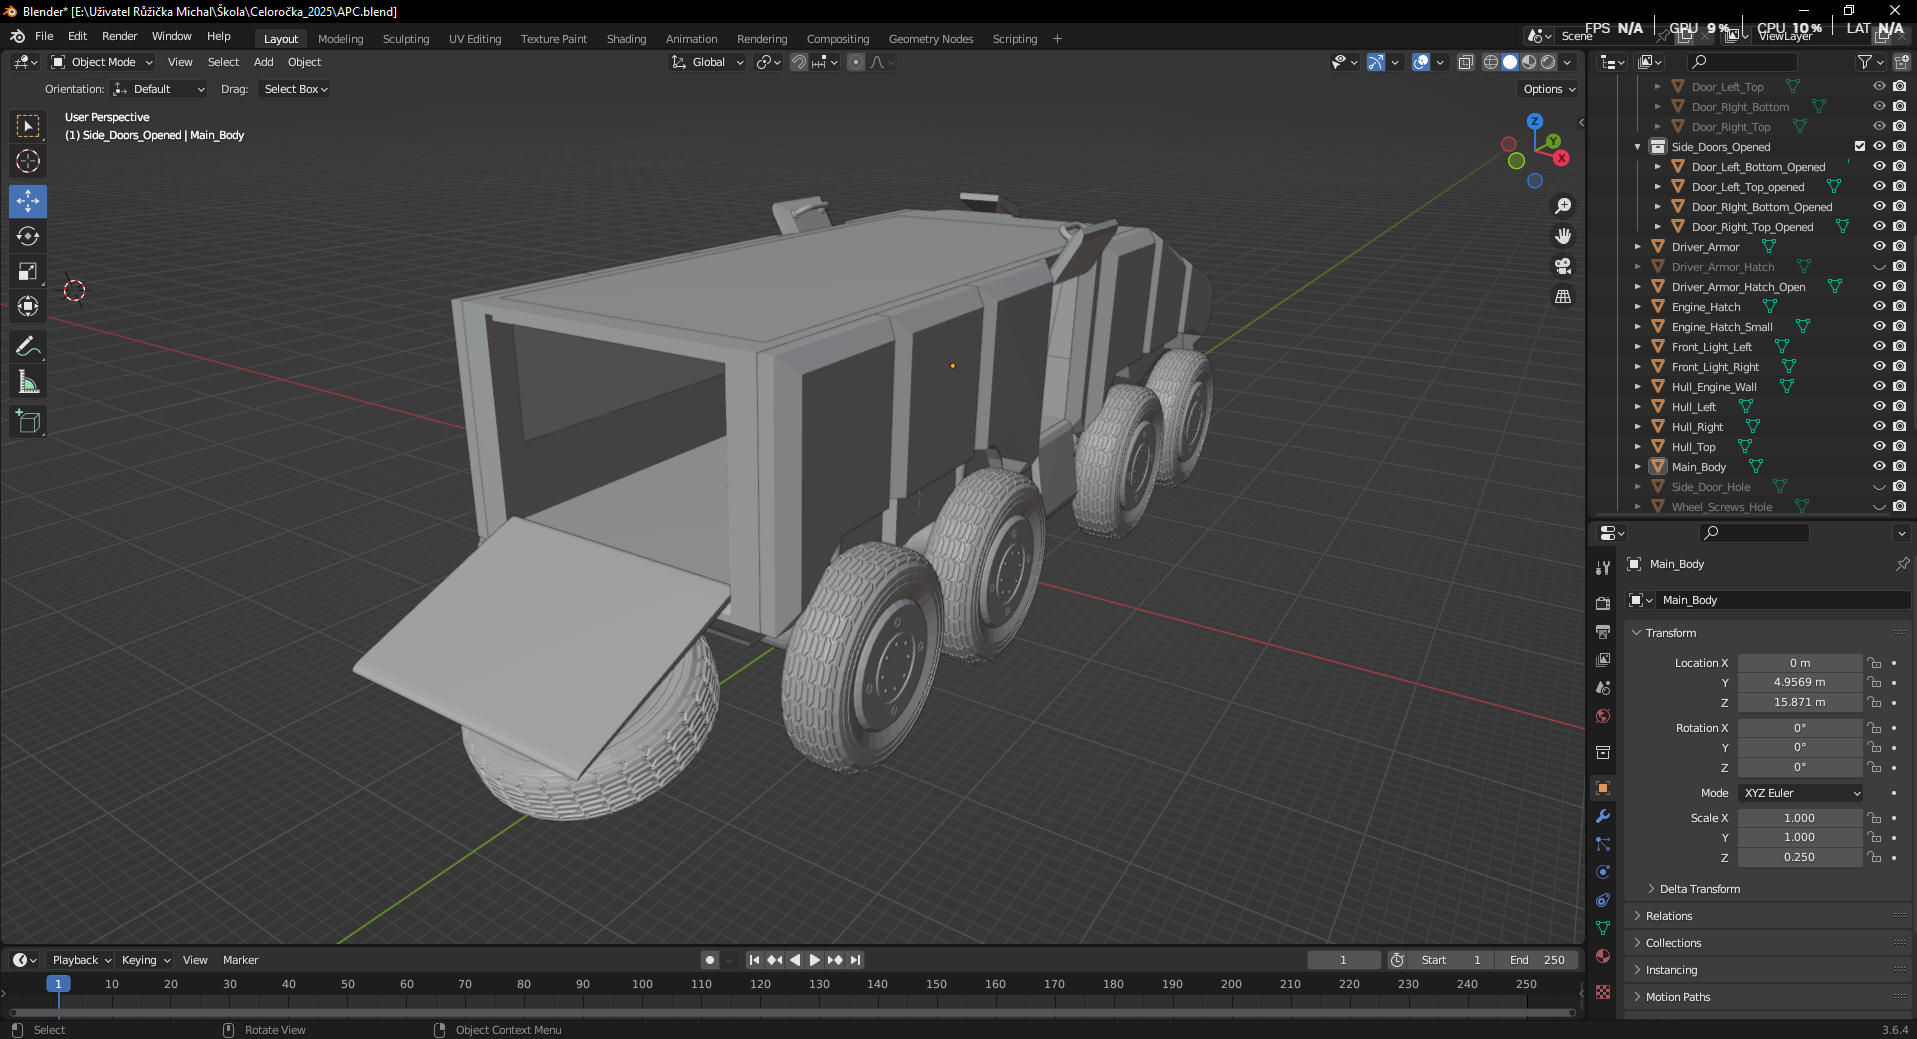 Blender* [E:\Uživatel Růžička Michal\Škola\Celoročka_2025\APC.blend]
File Edit Render Window Help Layout Modeling Sculpting UV Editing Texture Paint Shading Animation Rendering Compositing Geometry Nodes Scripting + Scene ViewLayer
FPS N/A GPU 9 % CPU 10 % LAT N/A
Object Mode View Select Add Object Global
Orientation: Default Drag: Select Box Options
User Perspective
(1) Side_Doors_Opened | Main_Body
Z
Y
X
Door_Left_Top
Door_RIght_Bottom
Door_Right_Top
Side_Doors_Opened
Door_Left_Bottom_Opened
Door_Left_Top_opened
Door_RIght_Bottom_Opened
Door_Right_Top_Opened
Driver_Armor
Driver_Armor_Hatch
Driver_Armor_Hatch_Open
Engine_Hatch
Engine_Hatch_Small
Front_Light_Left
Front_Light_Right
Hull_Engine_Wall
Hull_Left
Hull_Right
Hull_Top
Main_Body
Side_Door_Hole
Wheel_Screws_Hole
Main_Body
Main_Body
Transform
Location X 0 m
Y 4.9569 m
Z 15.871 m
Rotation X 0°
Y 0°
Z 0°
Mode XYZ Euler
Scale X 1.000
Y 1.000
Z 0.250
Delta Transform
Relations
Collections
Instancing
Motion Paths
Playback Keying View Marker 1 Start 1 End 250
1 10 20 30 40 50 60 70 80 90 100 110 120 130 140 150 160 170 180 190 200 210 220 230 240 250
Select Rotate View Object Context Menu 3.6.4